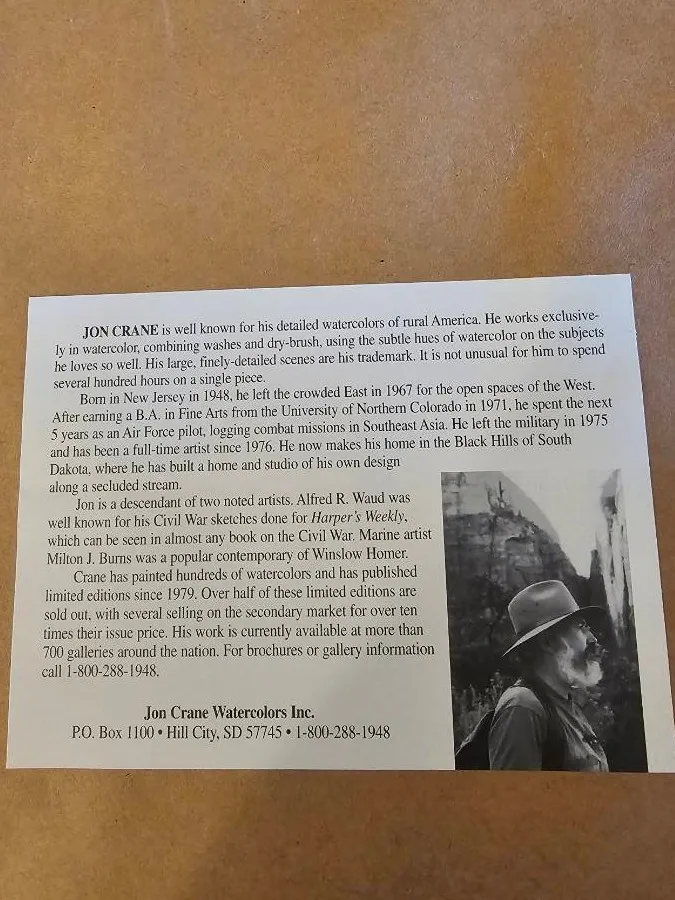 JON CRANE is well known for his detailed watercolors of rural America. He works exclusive-
ly in watercolor, combining washes and dry-brush, using the subtle hues of watercolor on the subjects
he loves so well. His large, finely-detailed scenes are his trademark. It is not unusual for him to spend
several hundred hours on a single piece.
Born in New Jersey in 1948, he left the crowded East in 1967 for the open spaces of the West.
After earning a B.A. in Fine Arts from the University of Northern Colorado in 1971, he spent the next
5 years as an Air Force pilot, logging combat missions in Southeast Asia. He left the military in 1975
and has been a full-time artist since 1976. He now makes his home in the Black Hills of South
Dakota, where he has built a home and studio of his own design
along a secluded stream.
Jon is a descendant of two noted artists. Alfred R. Waud was
well known for his Civil War sketches done for Harper's Weekly,
which can be seen in almost any book on the Civil War. Marine artist
Milton J. Burns was a popular contemporary of Winslow Homer.
Crane has painted hundreds of watercolors and has published
limited editions since 1979. Over half of these limited editions are
sold out, with several selling on the secondary market for over ten
times their issue price. His work is currently available at more than
700 galleries around the nation. For brochures or gallery information
call 1-800-288-1948.
Jon Crane Watercolors Inc.
P.O. Box 1100 • Hill City, SD 57745 • 1-800-288-1948